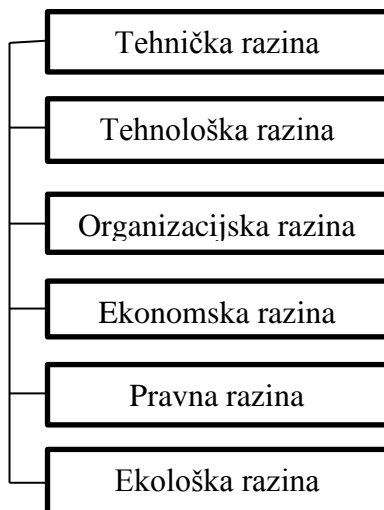 Tehnička razina
Tehnološka razina
Organizacijska razina
Ekonomska razina
Pravna razina
Ekološka razina